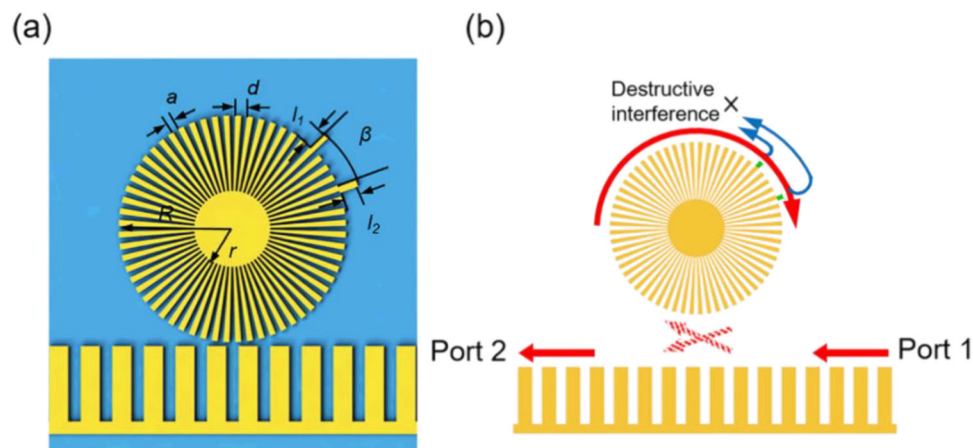 (a)
(b)
a
d
l₁
β
R
r
l₂
Destructive
interference ×
Port 2
Port 1